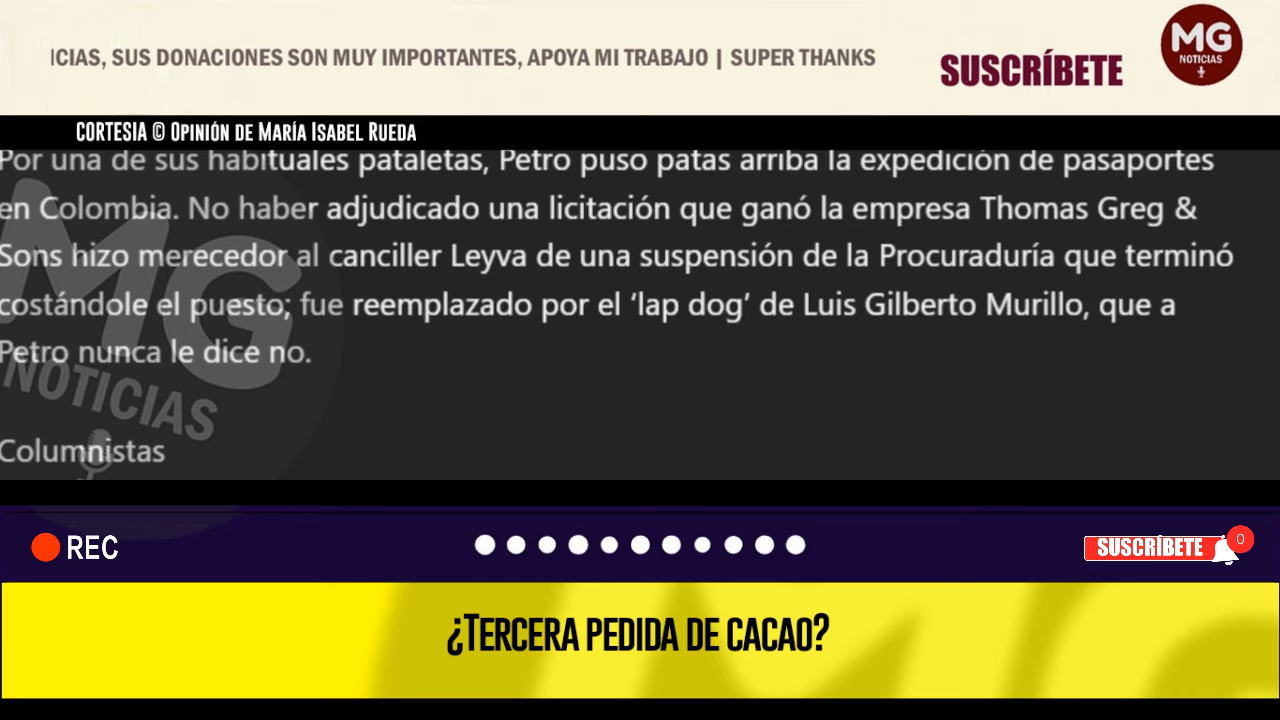 ICIAS, SUS DONACIONES SON MUY IMPORTANTES, APOYA MI TRABAJO | SUPER THANKS
SUSCRÍBETE
MG
NOTICIAS
CORTESIA © OPINIÓN DE MARÍA ISABEL RUEDA
Por una de sus habituales pataletas, Petro puso patas arriba la expedición de pasaportes
en Colombia. No haber adjudicado una licitación que ganó la empresa Thomas Greg &
Sons hizo merecedor al canciller Leyva de una suspensión de la Procuraduría que terminó
costándole el puesto; fue reemplazado por el ‘lap dog’ de Luis Gilberto Murillo, que a
Petro nunca le dice no.
MG
NOTICIAS
Columnistas
REC
SUSCRÍBETE
0
¿TERCERA PEDIDA DE CACAO?